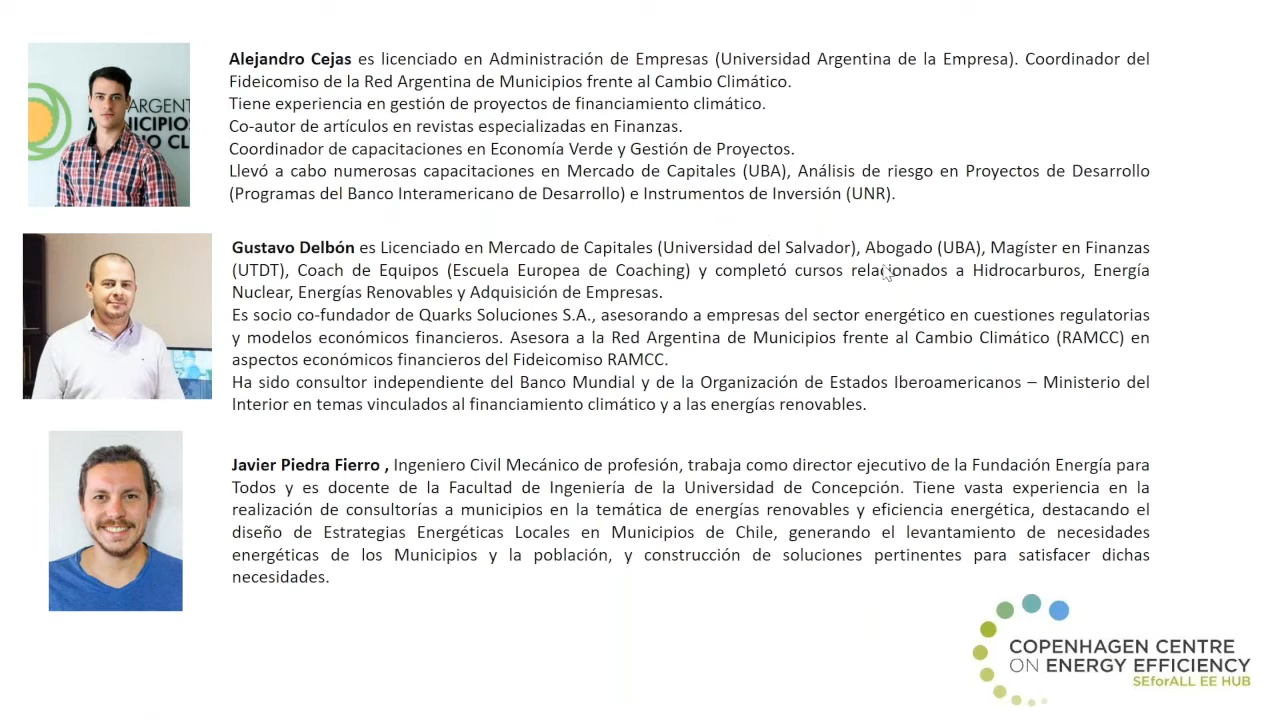 ARGENT
MUNICIPIOS
IO CL
Alejandro Cejas es licenciado en Administración de Empresas (Universidad Argentina de la Empresa). Coordinador del
Fideicomiso de la Red Argentina de Municipios frente al Cambio Climático.
Tiene experiencia en gestión de proyectos de financiamiento climático.
Co-autor de artículos en revistas especializadas en Finanzas.
Coordinador de capacitaciones en Economía Verde y Gestión de Proyectos.
Llevó a cabo numerosas capacitaciones en Mercado de Capitales (UBA), Análisis de riesgo en Proyectos de Desarrollo
(Programas del Banco Interamericano de Desarrollo) e Instrumentos de Inversión (UNR).
Gustavo Delbón es Licenciado en Mercado de Capitales (Universidad del Salvador), Abogado (UBA), Magíster en Finanzas
(UTDT), Coach de Equipos (Escuela Europea de Coaching) y completó cursos relacionados a Hidrocarburos, Energía
Nuclear, Energías Renovables y Adquisición de Empresas.
Es socio co-fundador de Quarks Soluciones S.A., asesorando a empresas del sector energético en cuestiones regulatorias
y modelos económicos financieros. Asesora a la Red Argentina de Municipios frente al Cambio Climático (RAMCC) en
aspectos económicos financieros del Fideicomiso RAMCC.
Ha sido consultor independiente del Banco Mundial y de la Organización de Estados Iberoamericanos – Ministerio del
Interior en temas vinculados al financiamiento climático y a las energías renovables.
Javier Piedra Fierro , Ingeniero Civil Mecánico de profesión, trabaja como director ejecutivo de la Fundación Energía para
Todos y es docente de la Facultad de Ingeniería de la Universidad de Concepción. Tiene vasta experiencia en la
realización de consultorías a municipios en la temática de energías renovables y eficiencia energética, destacando el
diseño de Estrategias Energéticas Locales en Municipios de Chile, generando el levantamiento de necesidades
energéticas de los Municipios y la población, y construcción de soluciones pertinentes para satisfacer dichas
necesidades.
COPENHAGEN CENTRE
ON ENERGY EFFICIENCY
SEforALL EE HUB